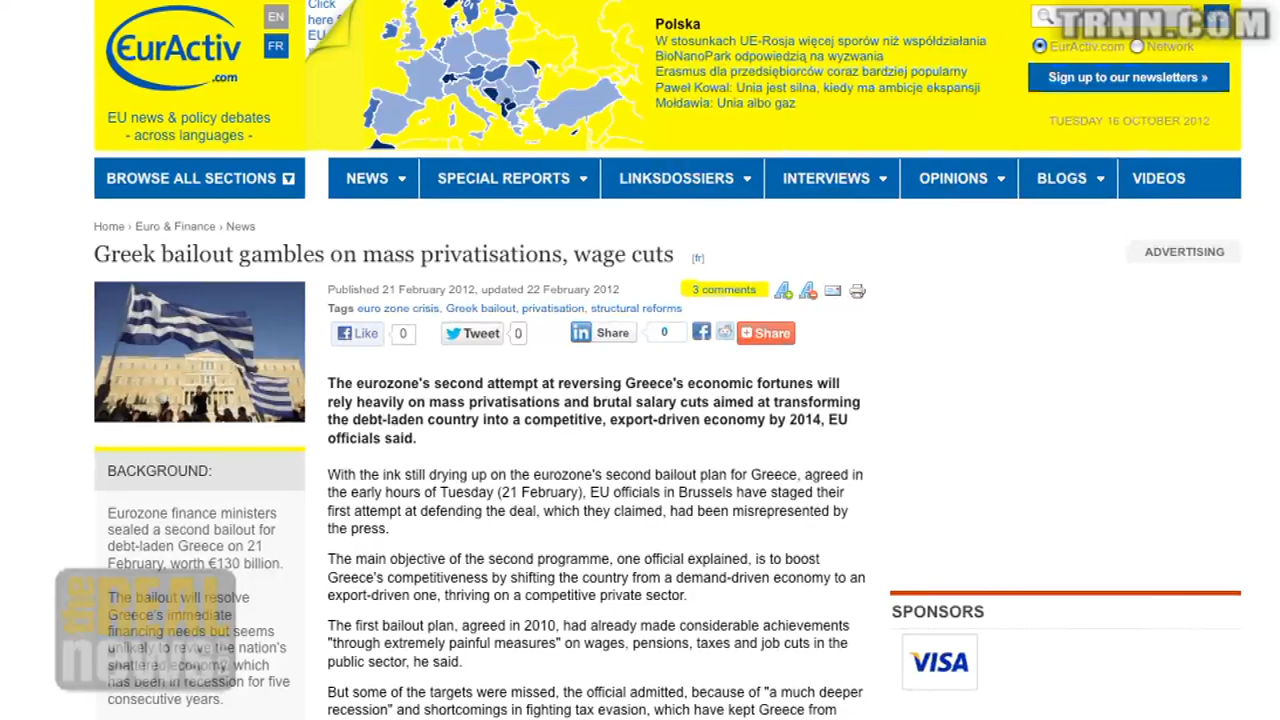 Click
here
EU
EurActiv
.com
EN
FR
EU news & policy debates
- across languages -
Polska
W stosunkach UE-Rosja więcej sporów niż współdziałania
BioNanoPark odpowiedzią na wyzwania
Erasmus dla przedsiębiorców coraz bardziej popularny
Paweł Kowal: Unia jest silna, kiedy ma ambicje ekspansji
Mołdawia: Unia albo gaz
TRNN.COM
EurActiv.com Network
Sign up to our newsletters »
TUESDAY 16 OCTOBER 2012
BROWSE ALL SECTIONS
NEWS SPECIAL REPORTS LINKSDOSSIERS INTERVIEWS OPINIONS BLOGS VIDEOS
Home › Euro & Finance › News
Greek bailout gambles on mass privatisations, wage cuts [fr]
ADVERTISING
Published 21 February 2012, updated 22 February 2012 3 comments
Tags euro zone crisis, Greek bailout, privatisation, structural reforms
Like 0 Tweet 0 Share 0 Share
The eurozone's second attempt at reversing Greece's economic fortunes will
rely heavily on mass privatisations and brutal salary cuts aimed at transforming
the debt-laden country into a competitive, export-driven economy by 2014, EU
officials said.
With the ink still drying up on the eurozone's second bailout plan for Greece, agreed in
the early hours of Tuesday (21 February), EU officials in Brussels have staged their
first attempt at defending the deal, which they claimed, had been misrepresented by
the press.
The main objective of the second programme, one official explained, is to boost
Greece's competitiveness by shifting the country from a demand-driven economy to an
export-driven one, thriving on a competitive private sector.
The first bailout plan, agreed in 2010, had already made considerable achievements
"through extremely painful measures" on wages, pensions, taxes and job cuts in the
public sector, he said.
But some of the targets were missed, the official admitted, because of "a much deeper
recession" and shortcomings in fighting tax evasion, which have kept Greece from
BACKGROUND:
Eurozone finance ministers
sealed a second bailout for
debt-laden Greece on 21
February, worth €130 billion.
The bailout will resolve
Greece's immediate
financing needs but seems
unlikely to revive the nation's
shattered economy, which
has been in recession for five
consecutive years.
the REAL
news
SPONSORS
VISA